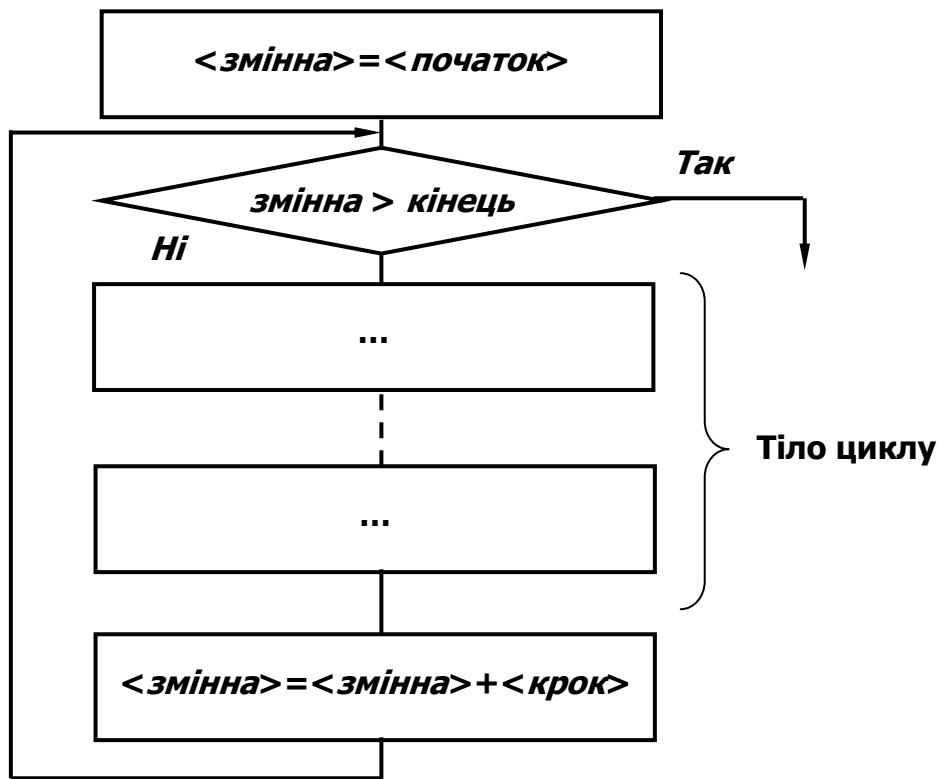 <змінна>=<початок>
Так
змінна > кінець
Ні
...
Тіло циклу
...
<змінна>=<змінна>+<крок>